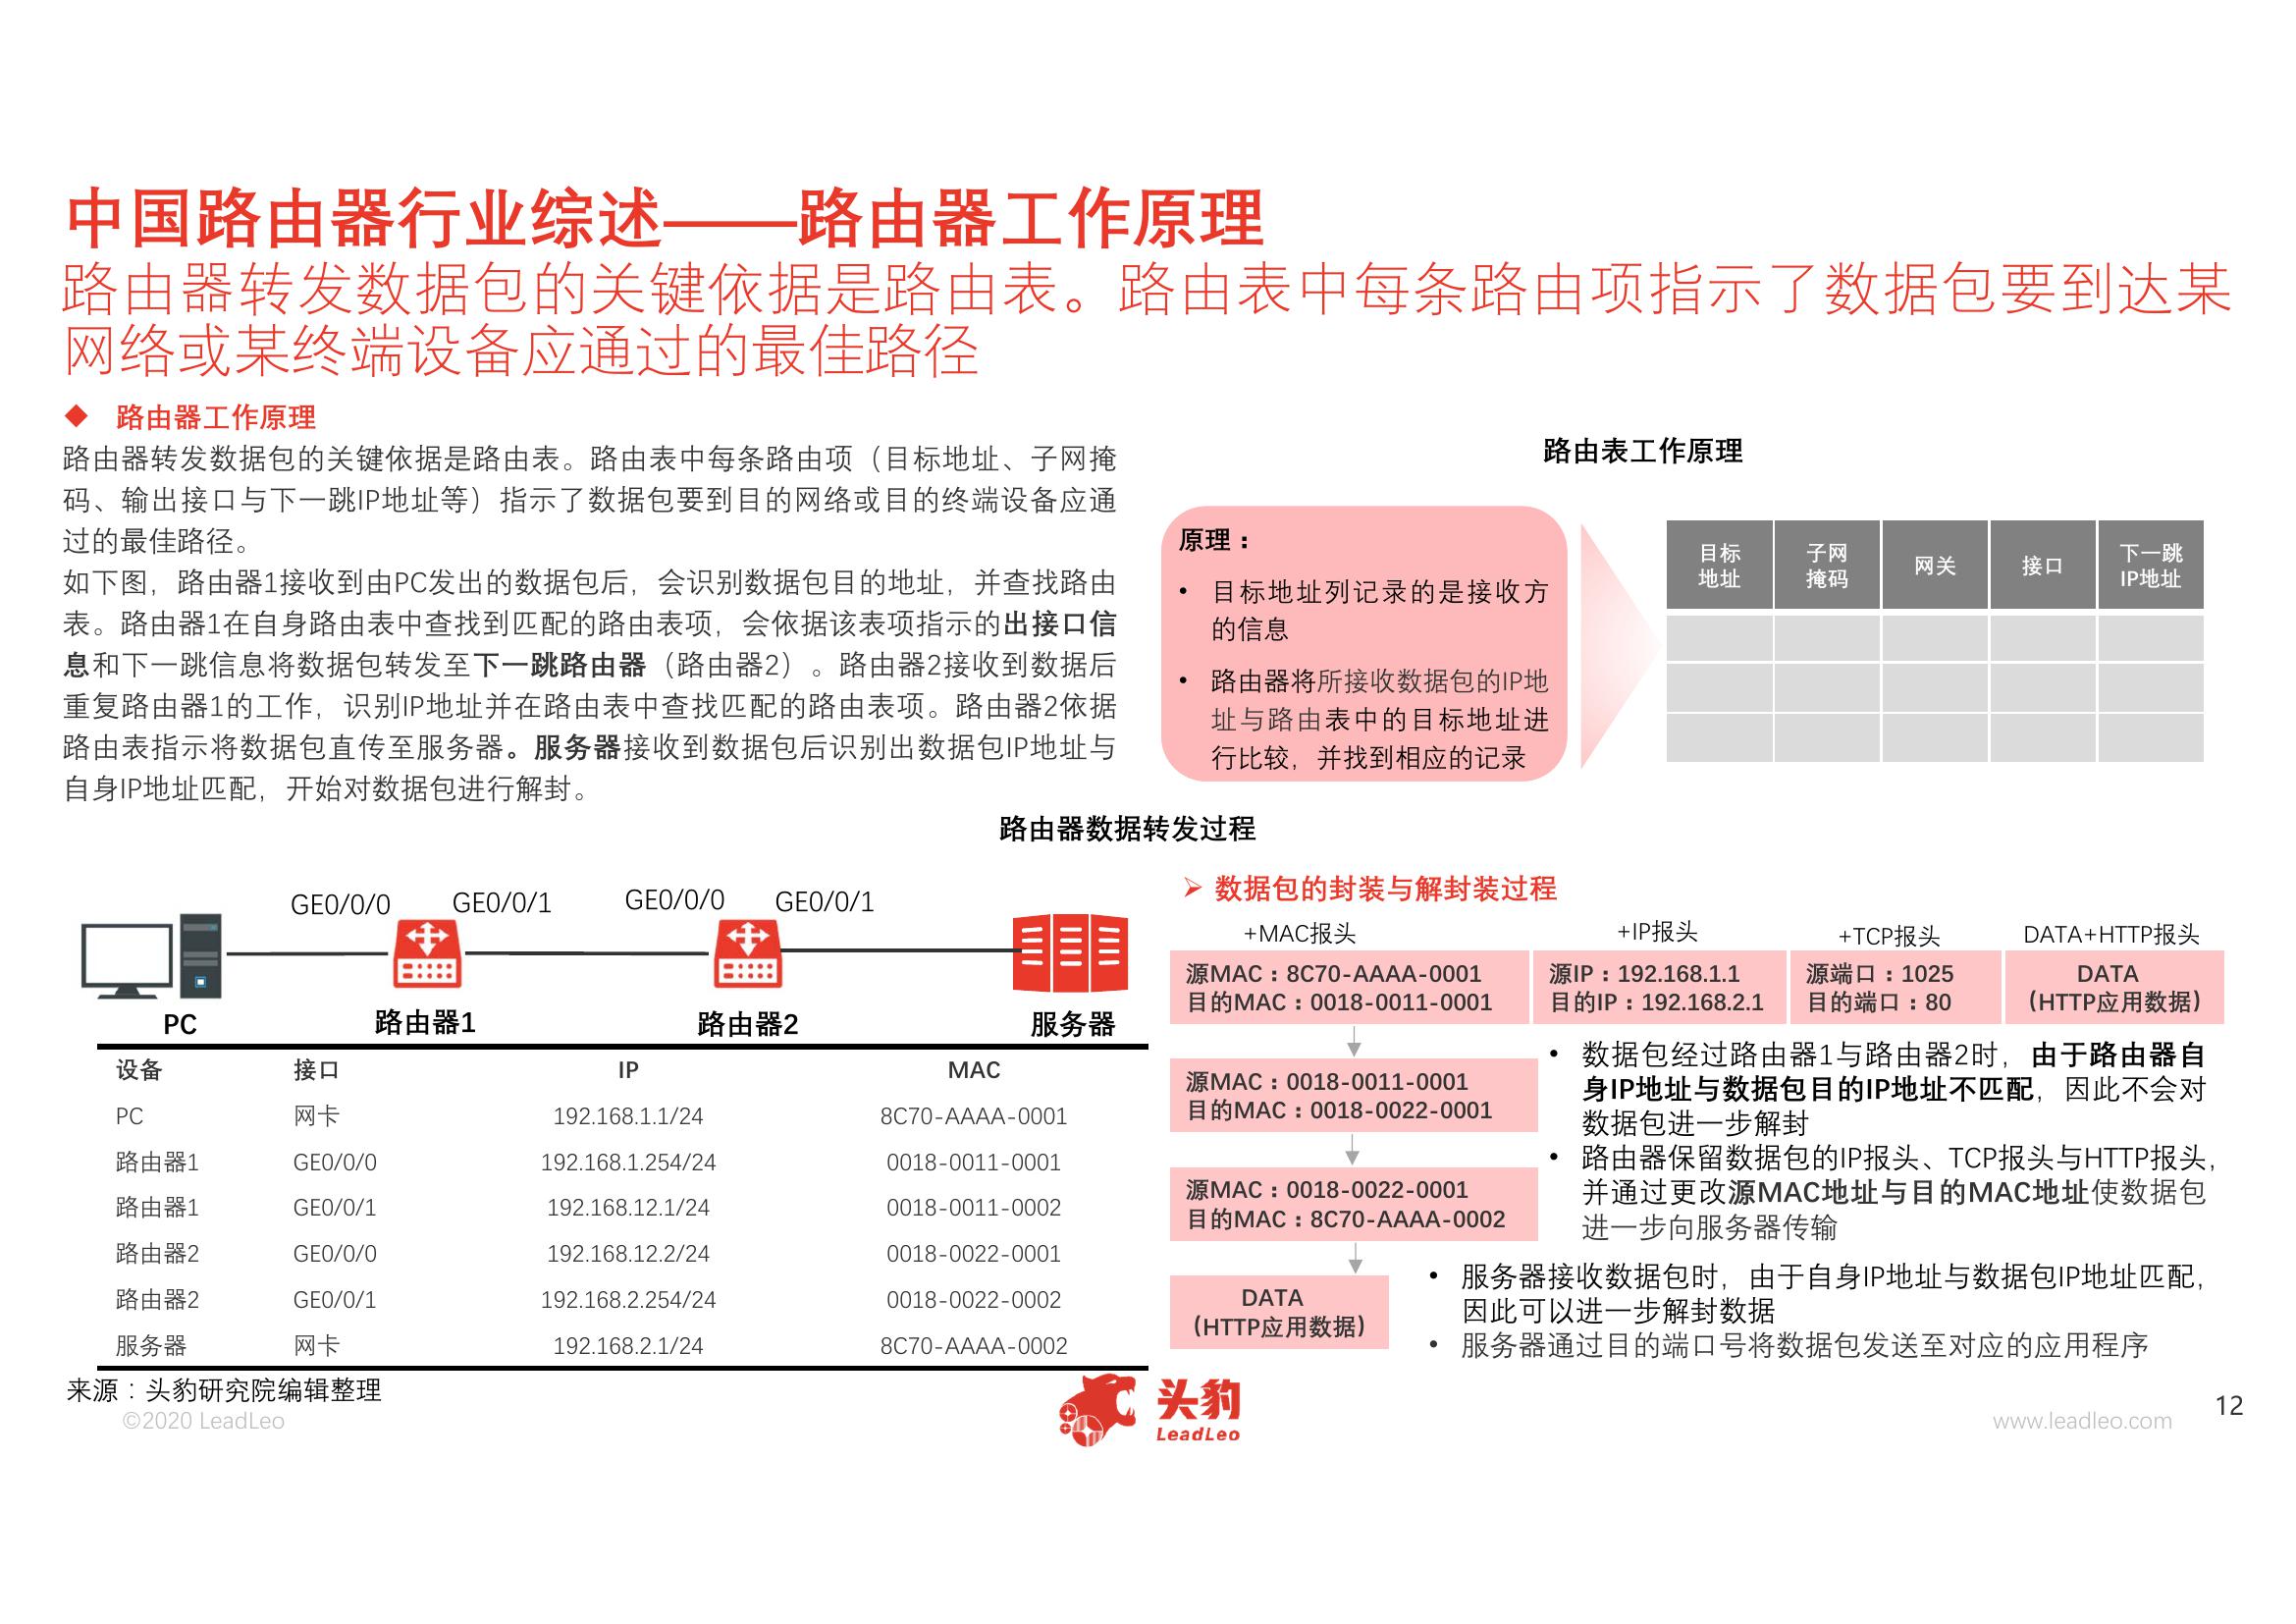 中国路由器行业综述——路由器工作原理
路由器转发数据包的关键依据是路由表。路由表中每条路由项指示了数据包要到达某
网络或某终端设备应通过的最佳路径
◆ 路由器工作原理
路由器转发数据包的关键依据是路由表。路由表中每条路由项（目标地址、子网掩
码、输出接口与下一跳IP地址等）指示了数据包要到目的网络或目的终端设备应通
过的最佳路径。
如下图，路由器1接收到由PC发出的数据包后，会识别数据包目的地址，并查找路由
表。路由器1在自身路由表中查找到匹配的路由表项，会依据该表项指示的出接口信
息和下一跳信息将数据包转发至下一跳路由器（路由器2）。路由器2接收到数据后
重复路由器1的工作，识别IP地址并在路由表中查找匹配的路由表项。路由器2依据
路由表指示将数据包直传至服务器。服务器接收到数据包后识别出数据包IP地址与
自身IP地址匹配，开始对数据包进行解封。
路由表工作原理
原理：
• 目标地址列记录的是接收方
的信息
• 路由器将所接收数据包的IP地
址与路由表中的目标地址进
行比较，并找到相应的记录
目标 子网 网关 接口 下一跳
地址 掩码 IP地址
路由器数据转发过程
GE0/0/0 GE0/0/1 GE0/0/0 GE0/0/1
PC 路由器1 路由器2 服务器
设备 接口 IP MAC
PC 网卡 192.168.1.1/24 8C70-AAAA-0001
路由器1 GE0/0/0 192.168.1.254/24 0018-0011-0001
路由器1 GE0/0/1 192.168.12.1/24 0018-0011-0002
路由器2 GE0/0/0 192.168.12.2/24 0018-0022-0001
路由器2 GE0/0/1 192.168.2.254/24 0018-0022-0002
服务器 网卡 192.168.2.1/24 8C70-AAAA-0002
➢ 数据包的封装与解封装过程
+MAC报头 +IP报头 +TCP报头 DATA+HTTP报头
源MAC：8C70-AAAA-0001 源IP：192.168.1.1 源端口：1025 DATA
目的MAC：0018-0011-0001 目的IP：192.168.2.1 目的端口：80 （HTTP应用数据）
源MAC：0018-0011-0001
目的MAC：0018-0022-0001
源MAC：0018-0022-0001
目的MAC：8C70-AAAA-0002
DATA
（HTTP应用数据）
• 数据包经过路由器1与路由器2时，由于路由器自
身IP地址与数据包目的IP地址不匹配，因此不会对
数据包进一步解封
• 路由器保留数据包的IP报头、TCP报头与HTTP报头，
并通过更改源MAC地址与目的MAC地址使数据包
进一步向服务器传输
• 服务器接收数据包时，由于自身IP地址与数据包IP地址匹配，
因此可以进一步解封数据
• 服务器通过目的端口号将数据包发送至对应的应用程序
来源：头豹研究院编辑整理
©2020 LeadLeo
头豹
LeadLeo
www.leadleo.com
12